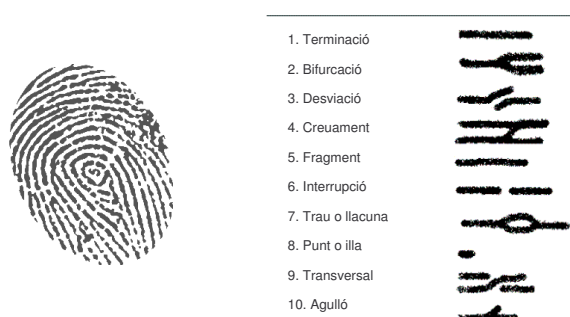 1. Terminació
2. Bifurcació
3. Desviació
4. Creuament
5. Fragment
6. Interrupció
7. Trau o llacuna
8. Punt o illa
9. Transversal
10. Agulló